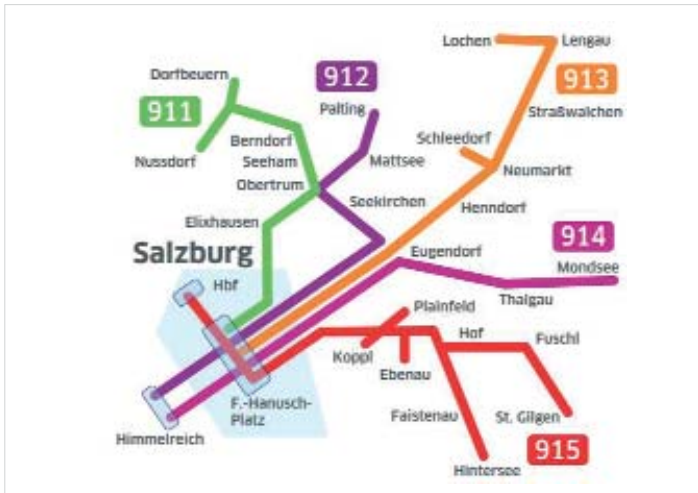 Lochen
Lengau
Dorfbeuern
912
913
911
Palting
Straßwalchen
Berndorf
Schleedorf
Nussdorf
Seeham
Mattsee
Neumarkt
Obertrum
Seekirchen
Henndorf
Elixhausen
914
Salzburg
Eugendorf
Mondsee
Hbf
Thalgau
Plainfeld
Hof
Fuschl
Koppl
Ebenau
F.-Hanusch-
Platz
Faistenau
St. Gilgen
Himmelreich
915
Hintersee